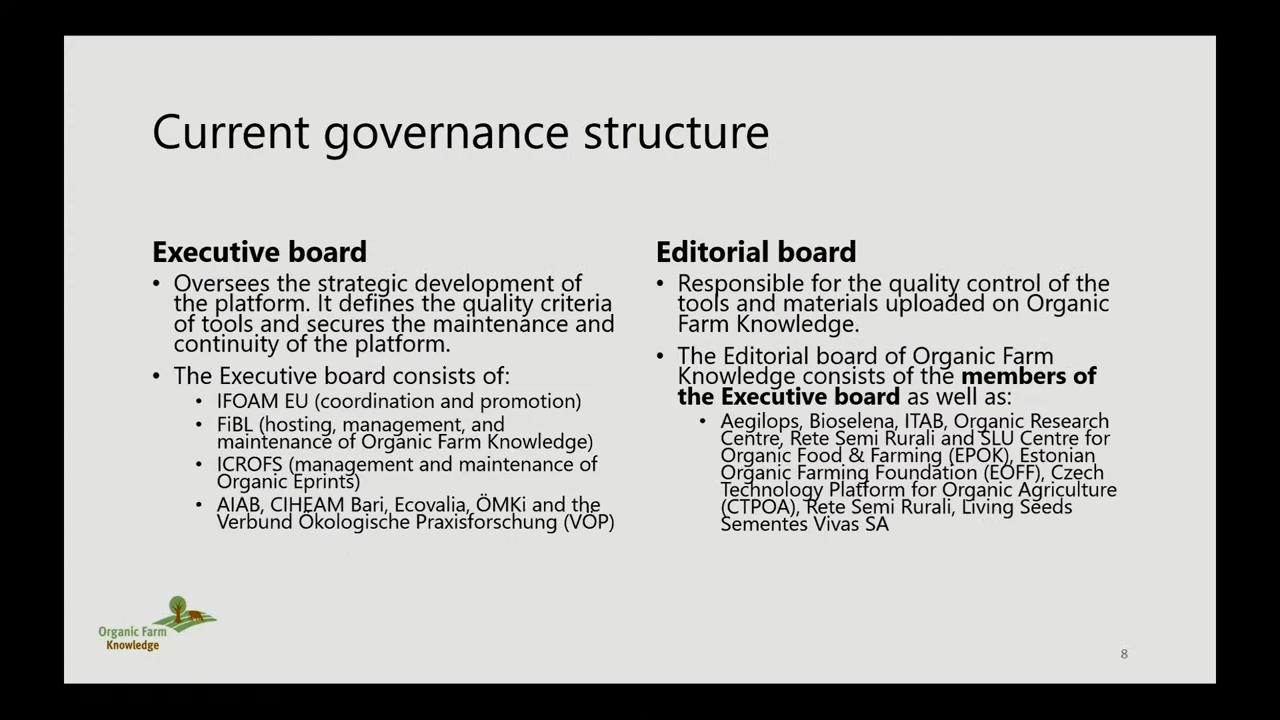 Current governance structure
Executive board
• Oversees the strategic development of
the platform. It defines the quality criteria
of tools and secures the maintenance and
continuity of the platform.
• The Executive board consists of:
• IFOAM EU (coordination and promotion)
• FiBL (hosting, management, and
maintenance of Organic Farm Knowledge)
• ICROFS (management and maintenance of
Organic Eprints)
• AIAB, CIHEAM Bari, Ecovalia, ÖMKi and the
Verbund Ökologische Praxisforschung (VÖP)
Editorial board
• Responsible for the quality control of the
tools and materials uploaded on Organic
Farm Knowledge.
• The Editorial board of Organic Farm
Knowledge consists of the members of
the Executive board as well as:
• Aegilops, Bioselena, ITAB, Organic Research
Centre, Rete Semi Rurali and SLU Centre for
Organic Food & Farming (EPOK), Estonian
Organic Farming Foundation (EOFF), Czech
Technology Platform for Organic Agriculture
(CTPOA), Rete Semi Rurali, Living Seeds
Sementes Vivas SA
Organic Farm
Knowledge
8